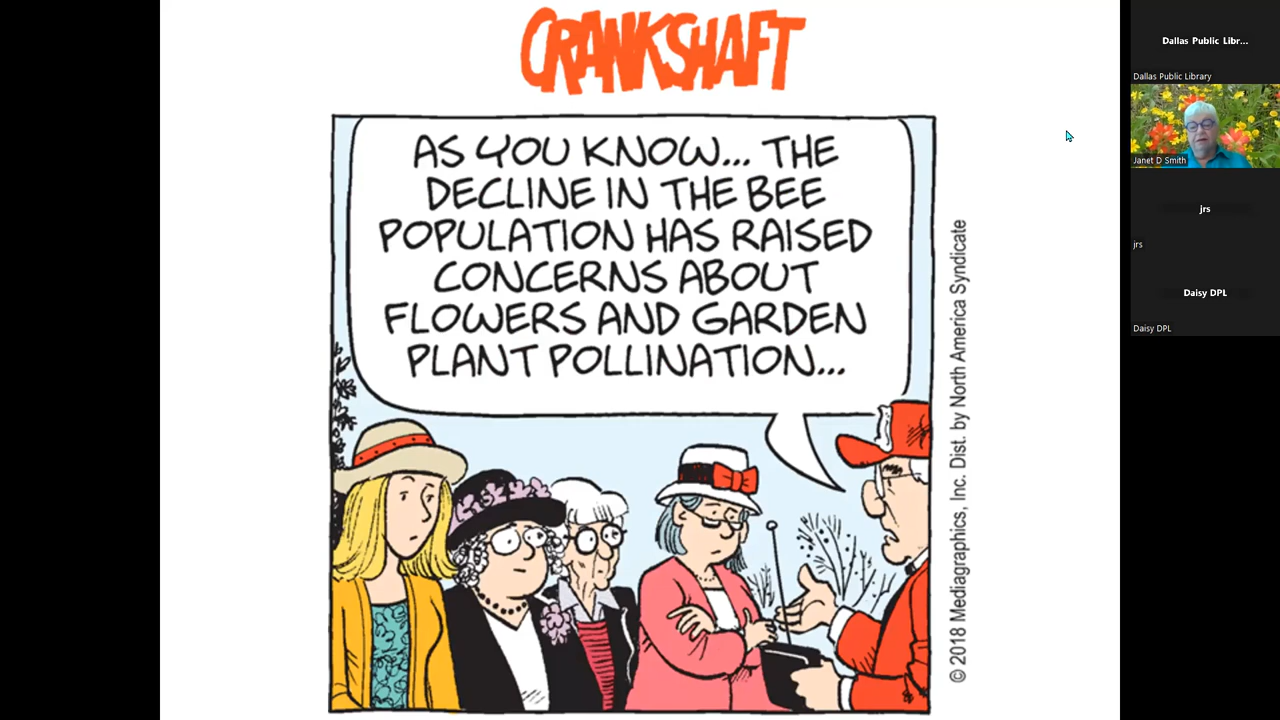 CRANKSHAFT
AS YOU KNOW... THE
DECLINE IN THE BEE
POPULATION HAS RAISED
CONCERNS ABOUT
FLOWERS AND GARDEN
PLANT POLLINATION...
© 2018 Mediagraphics, Inc. Dist. by North America Syndicate
Dallas Public Libr...
Dallas Public Library
Janet D Smith
jrs
jrs
Daisy DPL
Daisy DPL